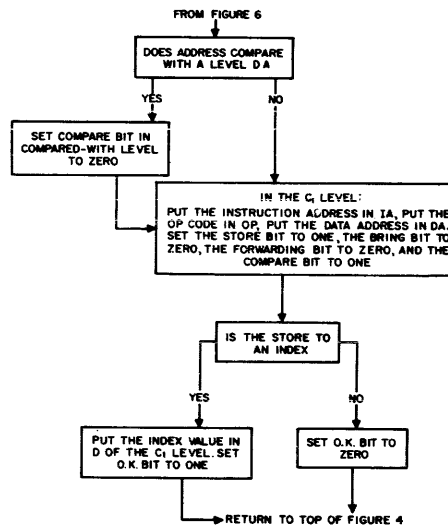 FROM FIGURE 6
DOES ADDRESS COMPARE
WITH A LEVEL DA
YES
NO
SET COMPARE BIT IN
COMPARED-WITH LEVEL
TO ZERO
IN THE C₁ LEVEL:
PUT THE INSTRUCTION ADDRESS IN IA, PUT THE
OP CODE IN OP, PUT THE DATA ADDRESS IN DA.
SET THE STORE BIT TO ONE, THE BRING BIT TO
ZERO, THE FORWARDING BIT TO ZERO, AND THE
COMPARE BIT TO ONE
IS THE STORE TO
AN INDEX
YES
NO
PUT THE INDEX VALUE IN
D OF THE C₁ LEVEL. SET
O.K. BIT TO ONE
SET O.K. BIT TO
ZERO
RETURN TO TOP OF FIGURE 4